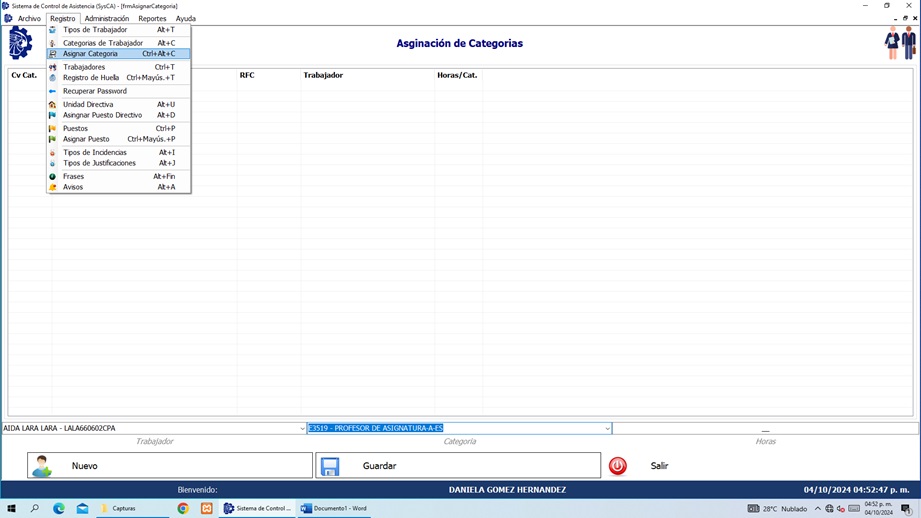 Sistema de Control de Asistencia (SysCA) - [frmAsignarCategoria]
Archivo Registro Administración Reportes Ayuda
Tipos de Trabajador Alt+T
Categorias de Trabajador Alt+C
Asignar Categoria Ctrl+Alt+C
Trabajadores Ctrl+T
Registro de Huella Ctrl+Mayús.+T
Recuperar Password
Unidad Directiva Alt+U
Asingnar Puesto Directivo Alt+D
Puestos Ctrl+P
Asignar Puesto Ctrl+Mayús.+P
Tipos de Incidencias Alt+I
Tipos de Justificaciones Alt+J
Frases Alt+Fin
Avisos Alt+A
Asginación de Categorias
Cv Cat. RFC Trabajador Horas/Cat.
AIDA LARA LARA - LALA660602CPA E3519 - PROFESOR DE ASIGNATURA-A-ES __
Trabajador Categoría Horas
Nuevo Guardar Salir
Bienvenido: DANIELA GOMEZ HERNANDEZ 04/10/2024 04:52:47 p. m.
Capturas Sistema de Control ... Documento1 - Word 28°C Nublado 04:52 p. m.
04/10/2024